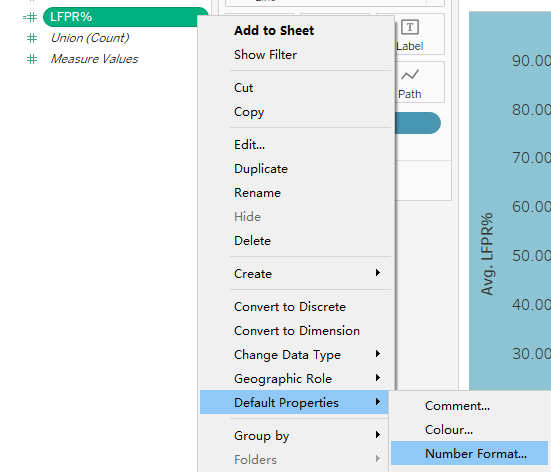 LFPR%
Union (Count)
Measure Values
Add to Sheet
Show Filter
Cut
Copy
Edit...
Duplicate
Rename
Hide
Delete
Create
Convert to Discrete
Convert to Dimension
Change Data Type
Geographic Role
Default Properties
Group by
Folders
Comment...
Colour...
Number Format...
Label
Path
Avg. LFPR%
90.00
80.00
70.00
60.00
50.00
40.00
30.00